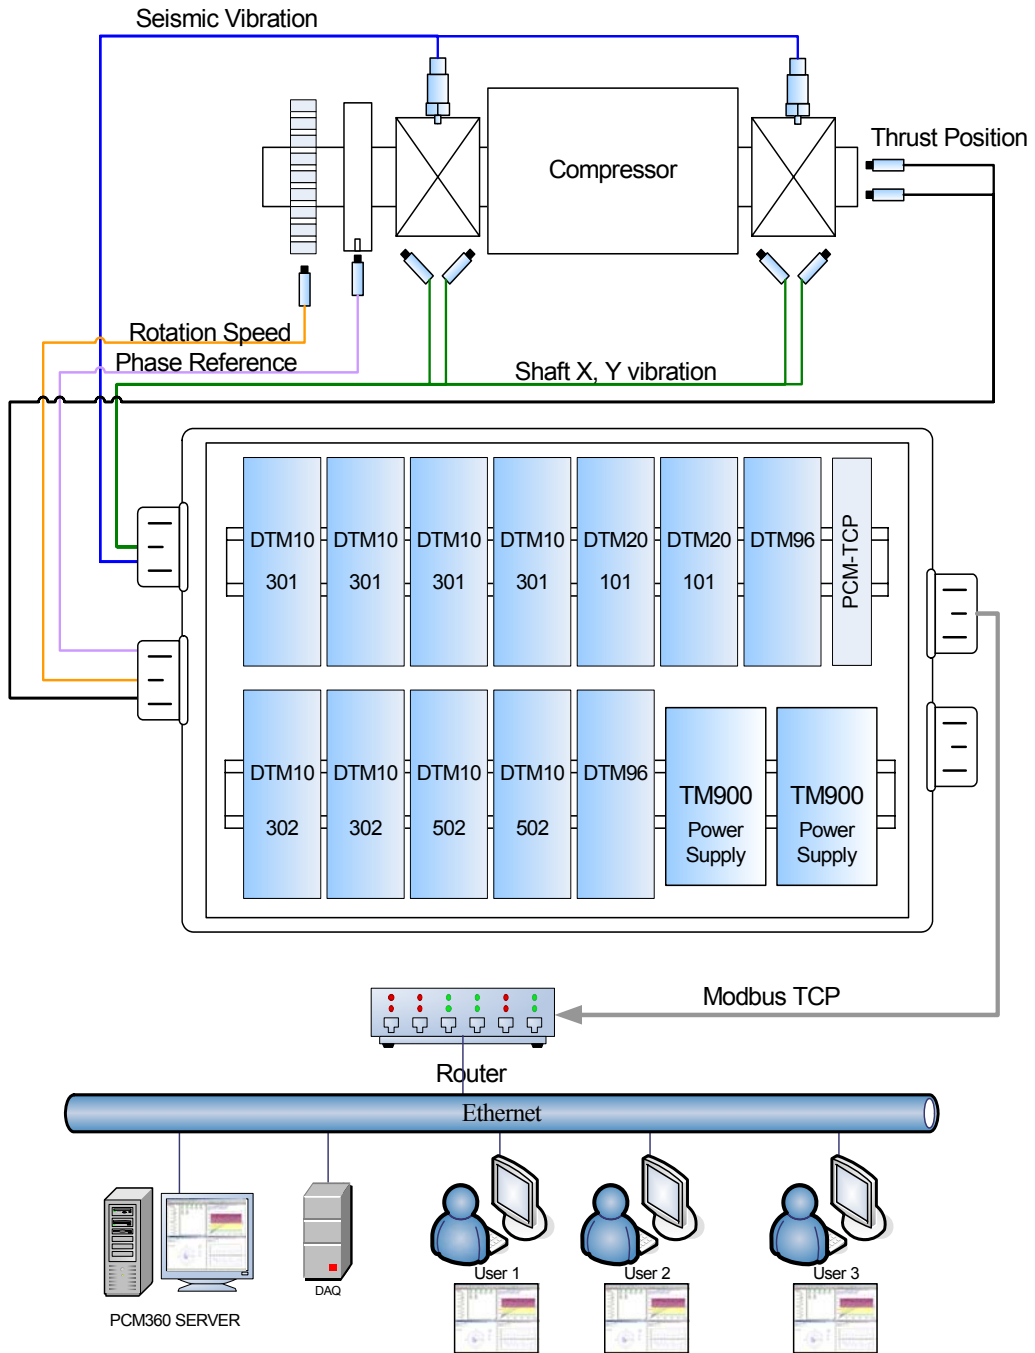 Seismic Vibration
Thrust Position
Compressor
Rotation Speed
Phase Reference
Shaft X, Y vibration
DTM10
301
DTM10
301
DTM10
301
DTM10
301
DTM20
101
DTM20
101
DTM96
PCM-TCP
DTM10
302
DTM10
302
DTM10
502
DTM10
502
DTM96
TM900
Power
Supply
TM900
Power
Supply
Modbus TCP
Router
Ethernet
PCM360 SERVER
DAQ
User 1
User 2
User 3